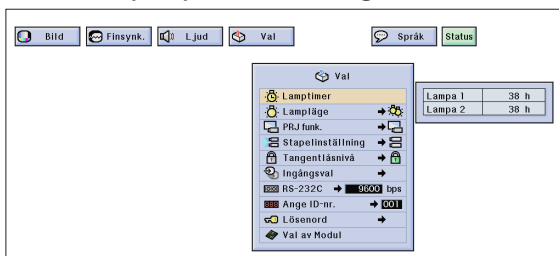 Bild Finsynk. Ljud Val Språk Status
Val
Lamptimer
Lampläge
PRJ funk.
Stapelinställning
Tangentlåsnivå
Ingångsval
RS-232C 9600 bps
Ange ID-nr. 001
Lösenord
Val av Modul
Lampa 1 38 h
Lampa 2 38 h